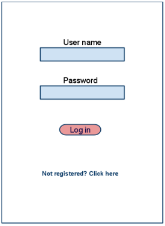 User name
Password
Log in
Not registered? Click here